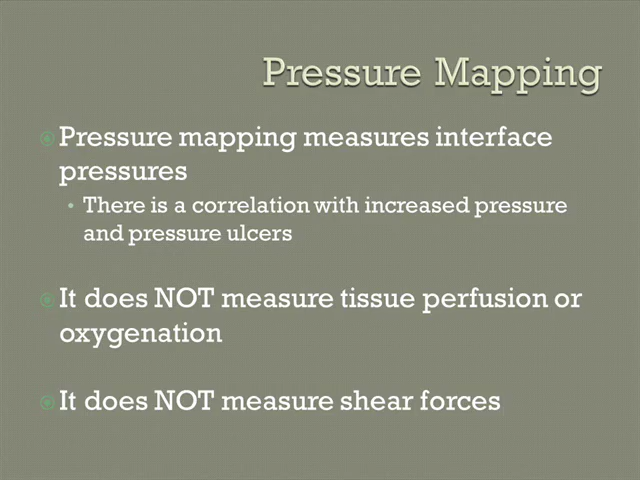 Pressure Mapping
Pressure mapping measures interface
pressures
• There is a correlation with increased pressure
and pressure ulcers
It does NOT measure tissue perfusion or
oxygenation
It does NOT measure shear forces